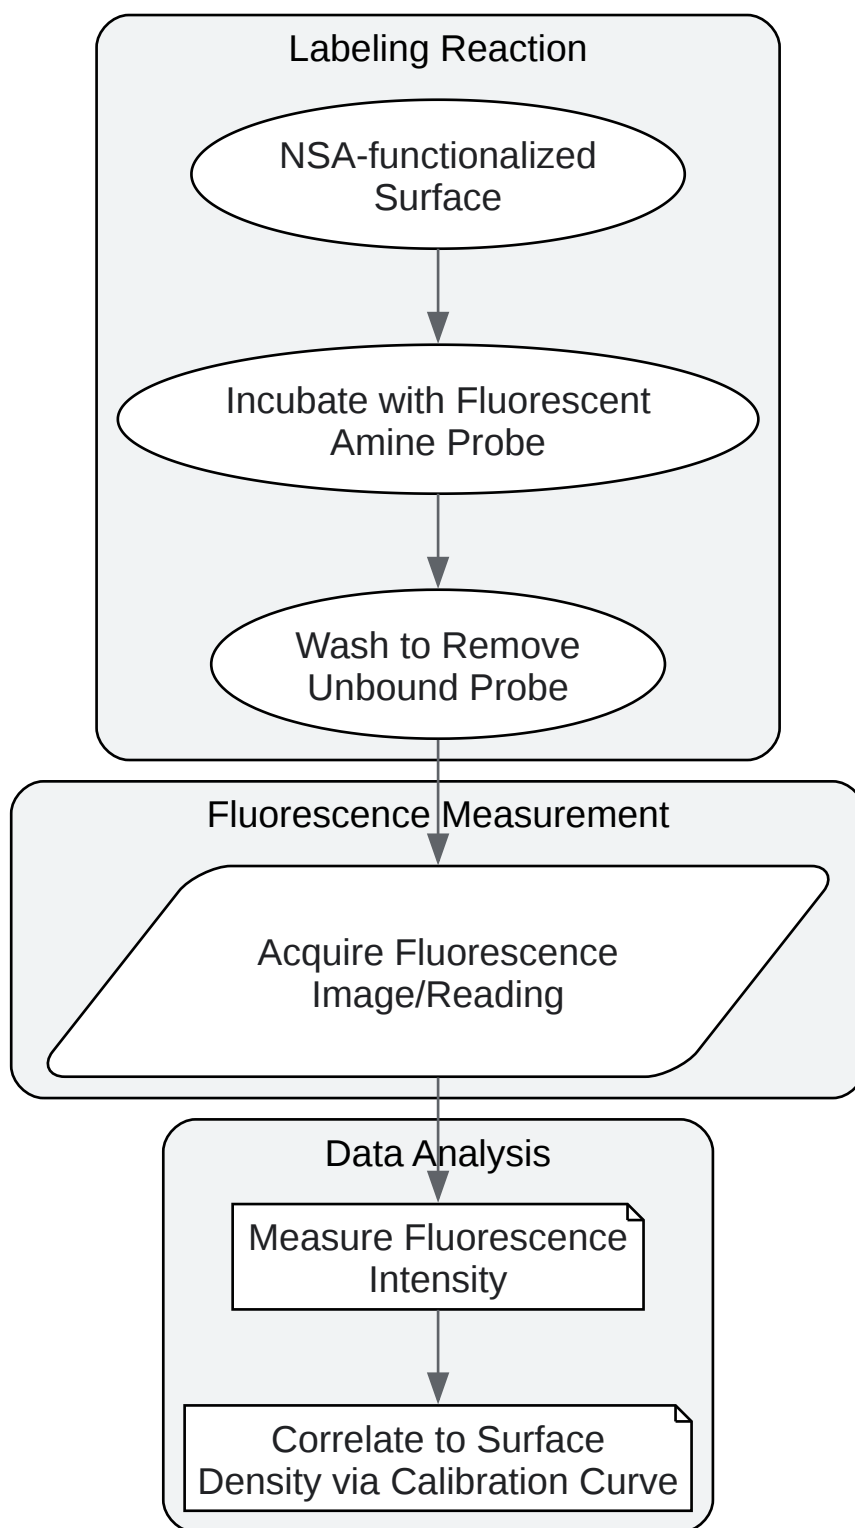 Labeling Reaction
NSA-functionalized
Surface
Incubate with Fluorescent
Amine Probe
Wash to Remove
Unbound Probe
Fluorescence Measurement
Acquire Fluorescence
Image/Reading
Data Analysis
Measure Fluorescence
Intensity
Correlate to Surface
Density via Calibration Curve